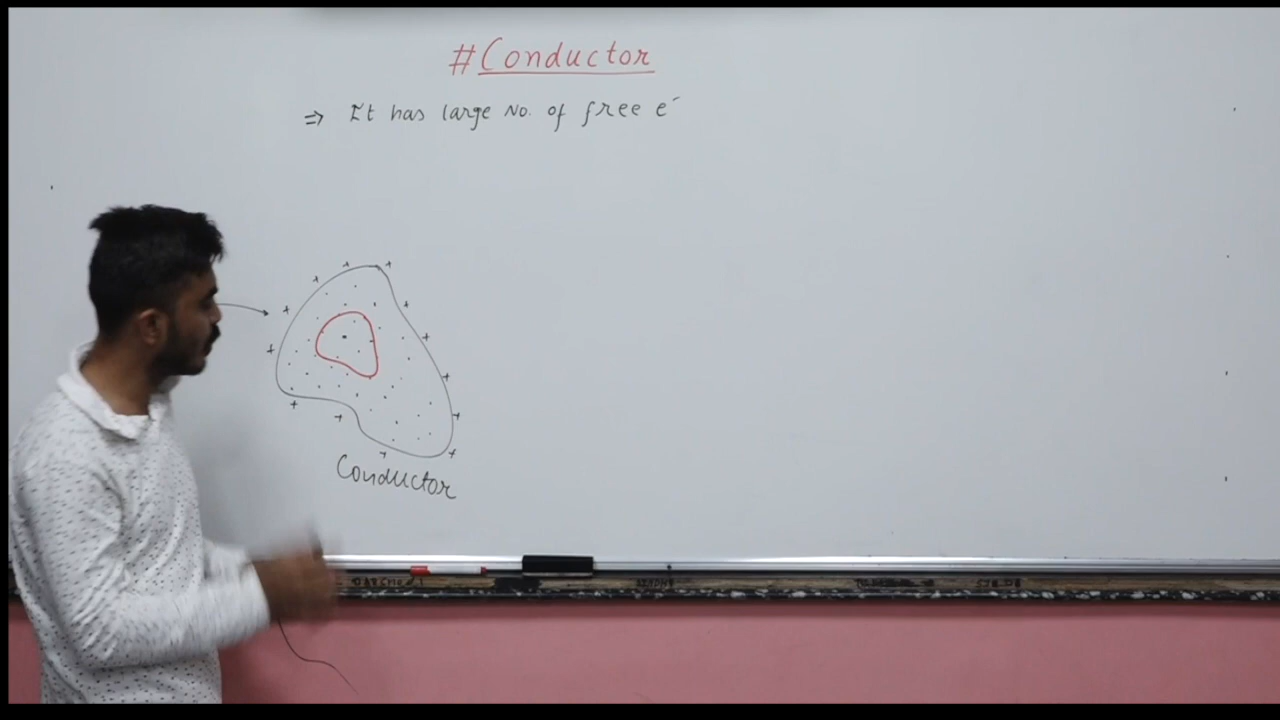 #Conductor
⇒ It has large No. of free e⁻
Conductor